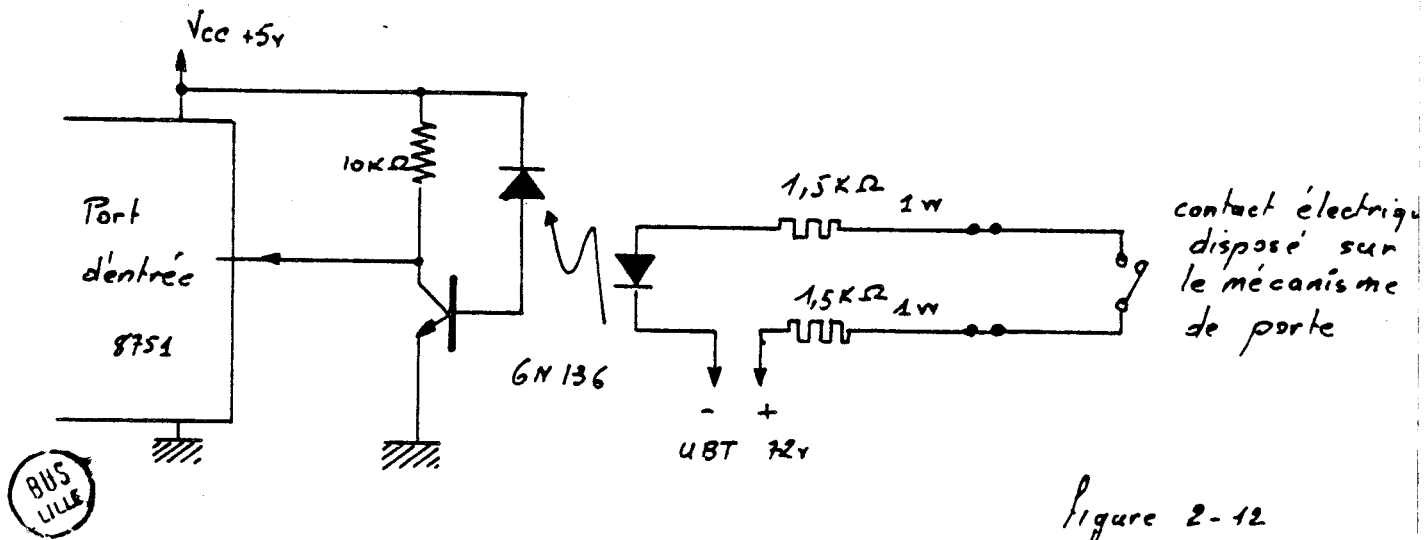 Vcc +5v
10KΩ
Port
d'entrée
8751
6N136
1,5KΩ 1w
1,5KΩ 1w
- +
UBT 72v
contact électriqu
disposé sur
le mécanisme
de porte
BUS
LILLE
figure 2-12